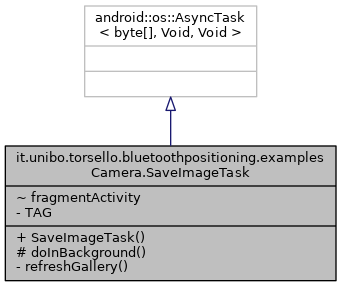 android::os::AsyncTask
< byte[], Void, Void >
it.unibo.torsello.bluetoothpositioning.examples
Camera.SaveImageTask
~ fragmentActivity
- TAG
+ SaveImageTask()
# doInBackground()
- refreshGallery()